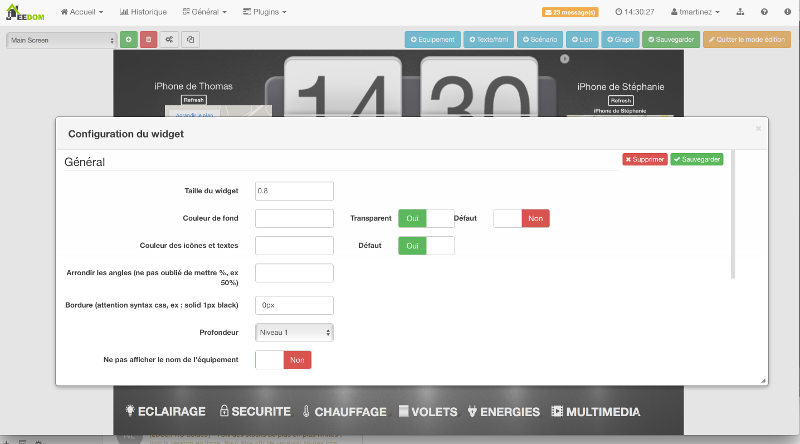 JEEDOM
Accueil Historique Général Plugins 23 message(s) 14:30:27 tmartinez
Main Screen Equipement Texte/html Scénario Lien Graph Sauvegarder Quitter le mode édition
iPhone de Thomas 14 30 iPhone de Stéphanie
Refresh Refresh
iPhone de Stéphanie
Agrandir le plan
Configuration du widget ×
Général Supprimer Sauvegarder
Taille du widget 0.8
Couleur de fond Transparent Oui Défaut Non
Couleur des icônes et textes Défaut Oui
Arrondir les angles (ne pas oublié de mettre %, ex
50%)
Bordure (attention syntax css, ex : solid 1px black) 0px
Profondeur Niveau 1
Ne pas afficher le nom de l'équipement Non
ECLAIRAGE SECURITE CHAUFFAGE VOLETS ENERGIES MULTIMEDIA